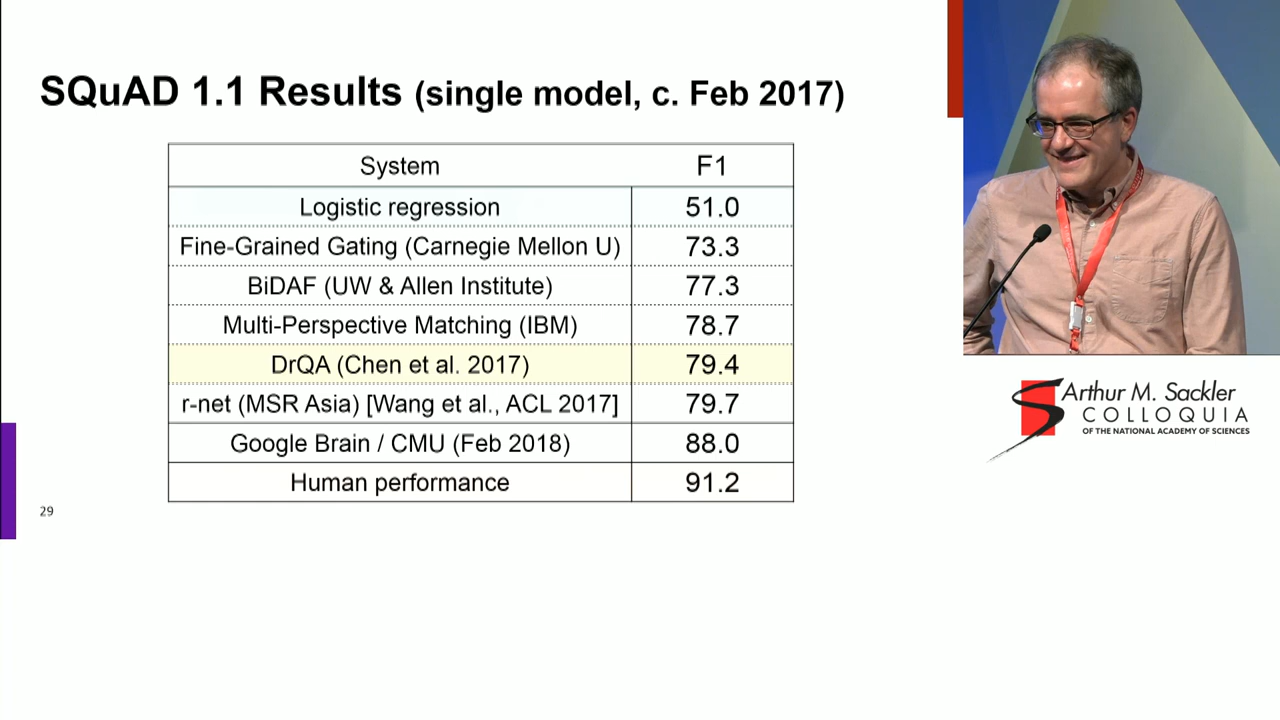 SQuAD 1.1 Results (single model, c. Feb 2017)
System F1
Logistic regression 51.0
Fine-Grained Gating (Carnegie Mellon U) 73.3
BiDAF (UW & Allen Institute) 77.3
Multi-Perspective Matching (IBM) 78.7
DrQA (Chen et al. 2017) 79.4
r-net (MSR Asia) [Wang et al., ACL 2017] 79.7
Google Brain / CMU (Feb 2018) 88.0
Human performance 91.2
29
Arthur M. Sackler
COLLOQUIA
OF THE NATIONAL ACADEMY OF SCIENCES